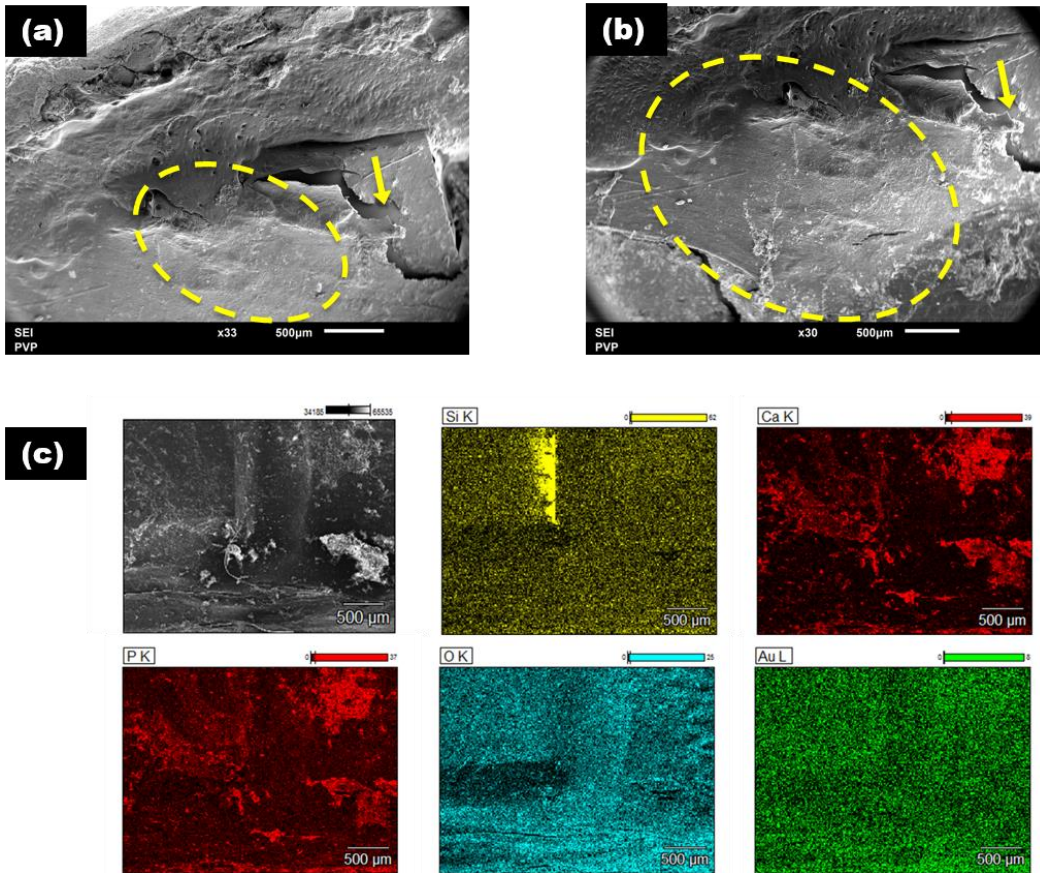 (a)
SEI x33 500µm
PVP
(b)
SEI x30 500µm
PVP
(c)
34185 65535
500 µm
Si K 0 62
500 µm
Ca K 0 39
500 µm
P K 0 37
500 µm
O K 0 25
500 µm
Au L 0 8
500 µm